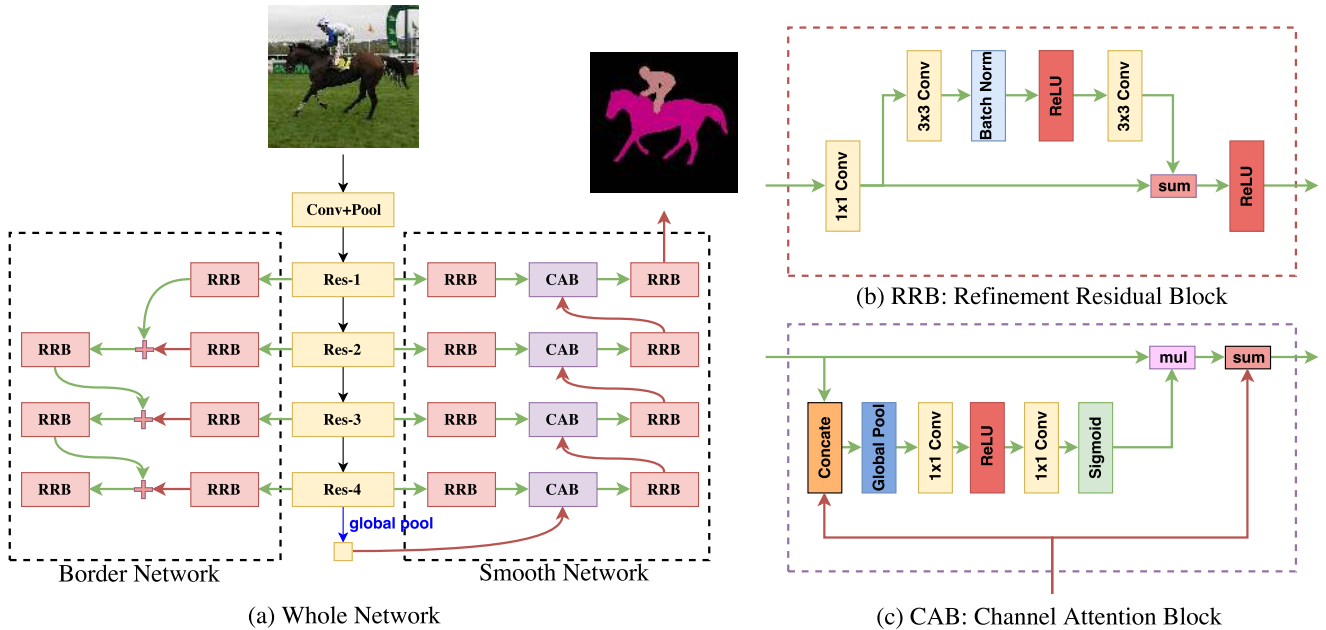 Conv+Pool
RRB Res-1 RRB CAB RRB
RRB RRB Res-2 RRB CAB RRB
RRB RRB Res-3 RRB CAB RRB
RRB RRB Res-4 RRB CAB RRB
global pool
Border Network Smooth Network
(a) Whole Network
1x1 Conv
3x3 Conv
Batch Norm
ReLU
3x3 Conv
sum
ReLU
(b) RRB: Refinement Residual Block
mul sum
Concate
Global Pool
1x1 Conv
ReLU
1x1 Conv
Sigmoid
(c) CAB: Channel Attention Block